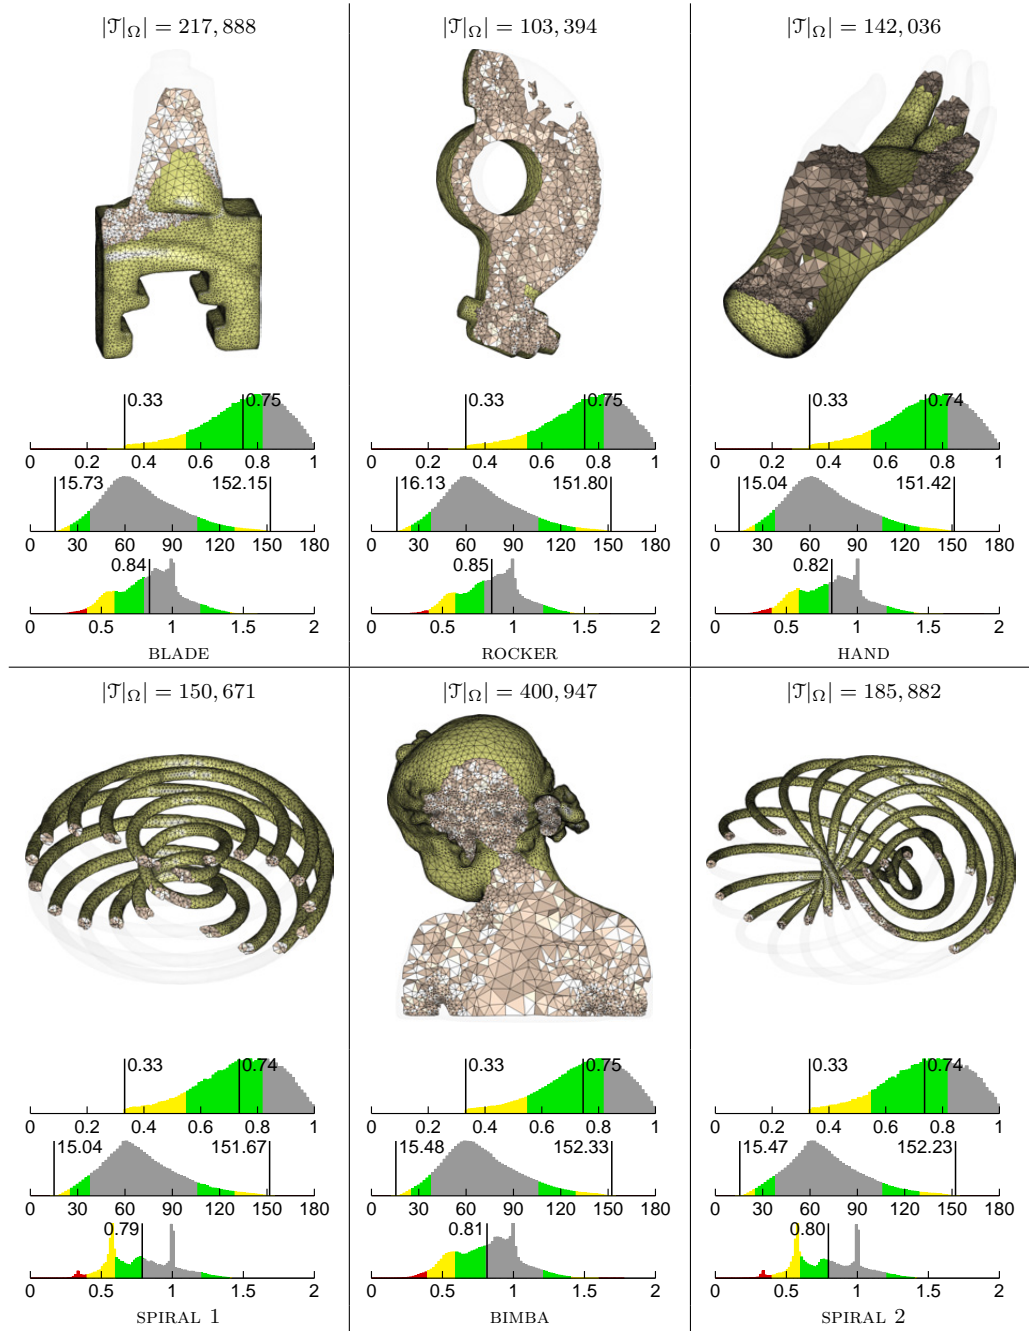 |𝒯|Ω| = 217,888
|𝒯|Ω| = 103,394
|𝒯|Ω| = 142,036
0.33 0.75
0 0.2 0.4 0.6 0.8 1
15.73 152.15
0 30 60 90 120 150 180
0.84
0 0.5 1 1.5 2
BLADE
0.33 0.75
0 0.2 0.4 0.6 0.8 1
16.13 151.80
0 30 60 90 120 150 180
0.85
0 0.5 1 1.5 2
ROCKER
0.33 0.74
0 0.2 0.4 0.6 0.8 1
15.04 151.42
0 30 60 90 120 150 180
0.82
0 0.5 1 1.5 2
HAND
|𝒯|Ω| = 150,671
|𝒯|Ω| = 400,947
|𝒯|Ω| = 185,882
0.33 0.74
0 0.2 0.4 0.6 0.8 1
15.04 151.67
0 30 60 90 120 150 180
0.79
0 0.5 1 1.5 2
SPIRAL 1
0.33 0.75
0 0.2 0.4 0.6 0.8 1
15.48 152.33
0 30 60 90 120 150 180
0.81
0 0.5 1 1.5 2
BIMBA
0.33 0.74
0 0.2 0.4 0.6 0.8 1
15.47 152.23
0 30 60 90 120 150 180
0.80
0 0.5 1 1.5 2
SPIRAL 2